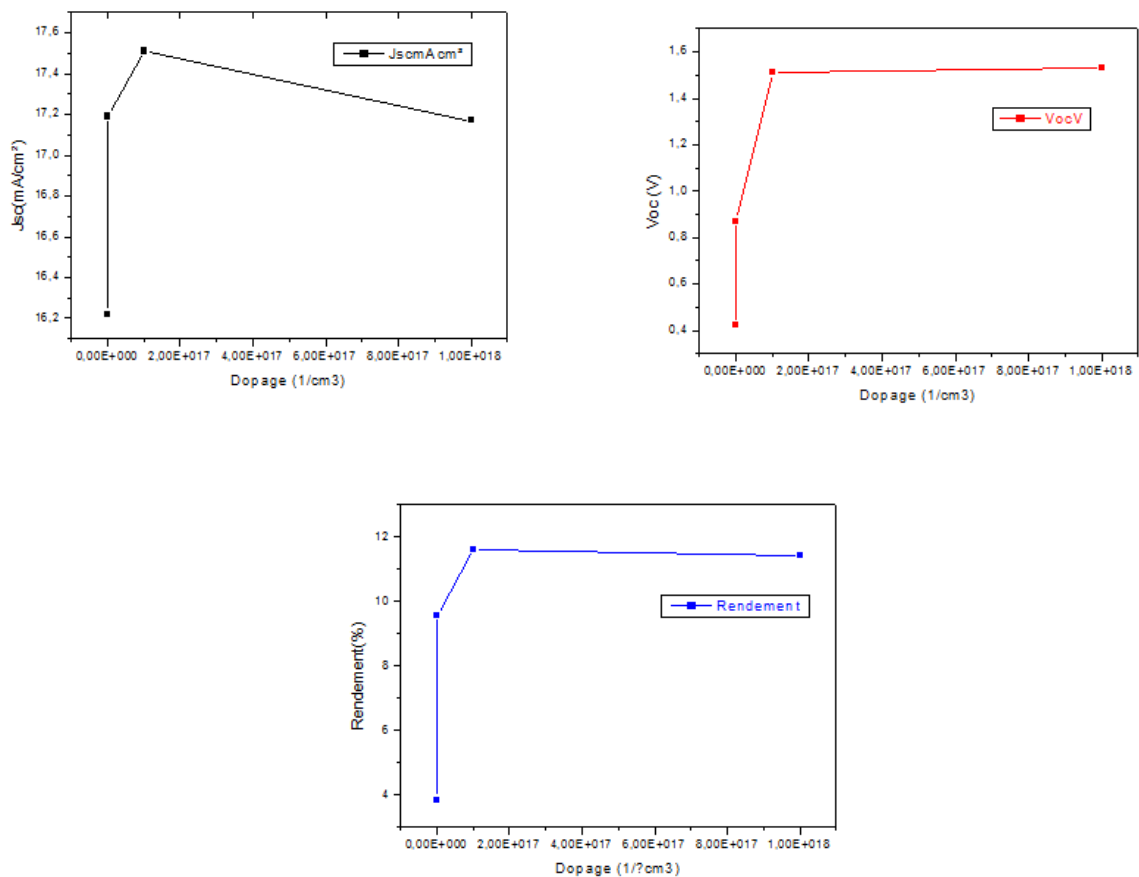 17,6
17,4
17,2
17,0
16,8
16,6
16,4
16,2
Jsc(mA/cm²)
JscmAcm²
0,00E+000 2,00E+017 4,00E+017 6,00E+017 8,00E+017 1,00E+018
Dopage (1/cm3)
1,6
1,4
1,2
1,0
0,8
0,6
0,4
Voc (V)
VocV
0,00E+000 2,00E+017 4,00E+017 6,00E+017 8,00E+017 1,00E+018
Dopage (1/cm3)
12
10
8
6
4
Rendement(%)
Rendement
0,00E+000 2,00E+017 4,00E+017 6,00E+017 8,00E+017 1,00E+018
Dopage (1/?cm3)